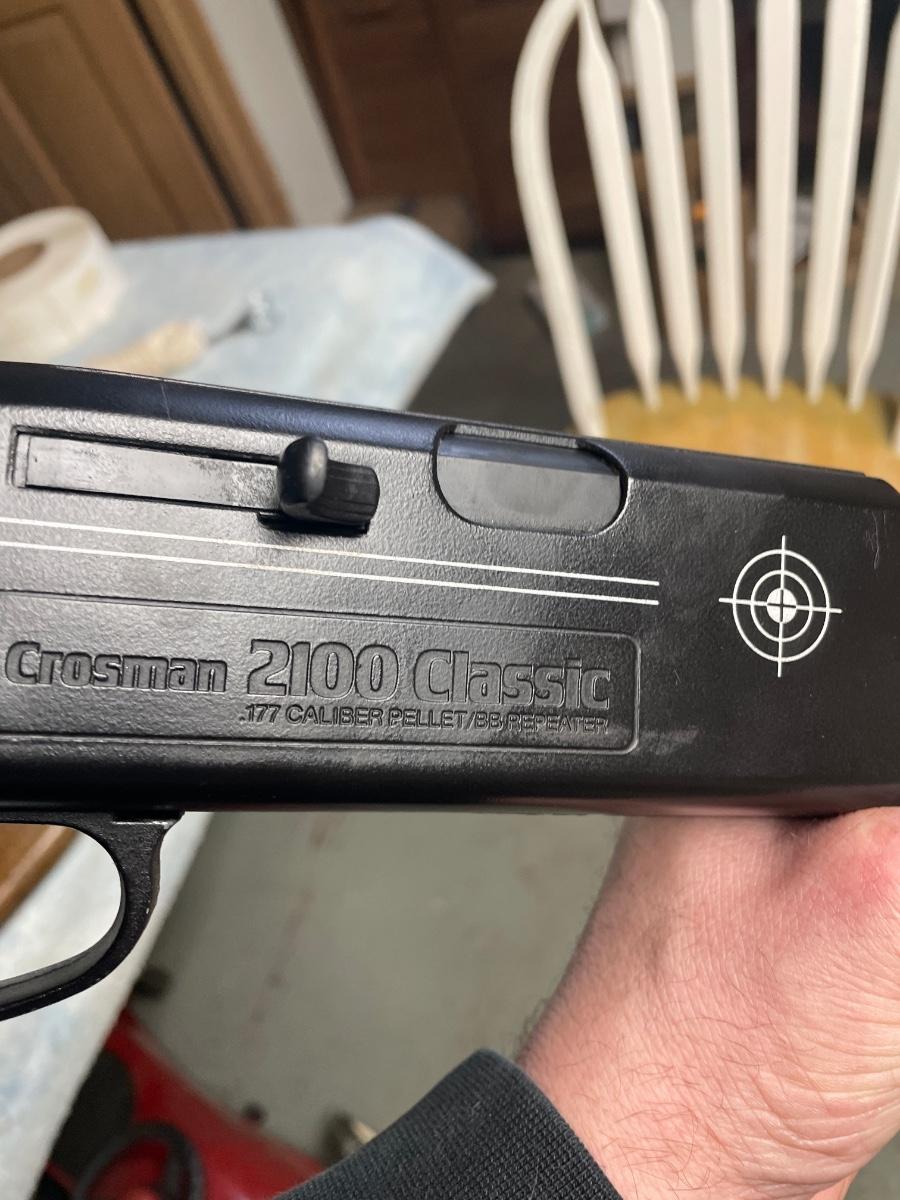 Crosman 2100 Classic
.177 CALIBER PELLET/BB REPEATER